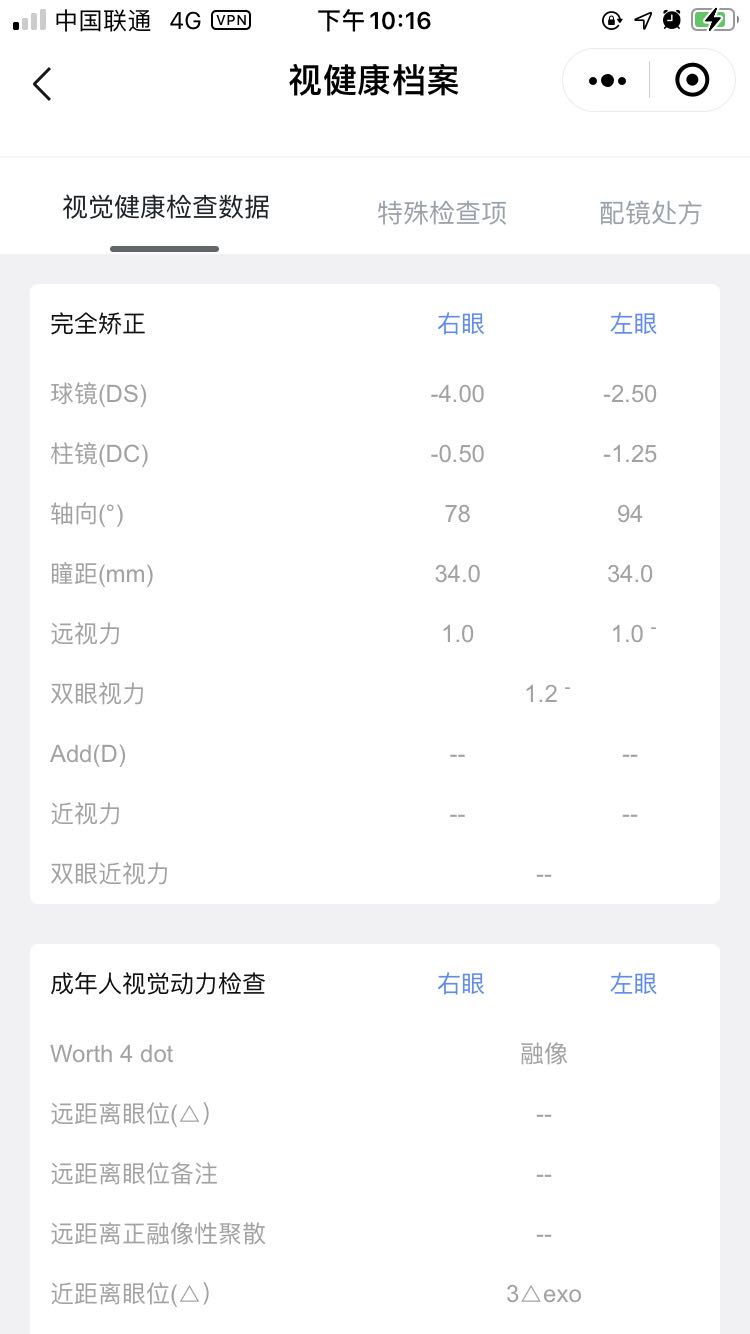 中国联通 4G VPN 下午10:16
视健康档案
视觉健康检查数据 特殊检查项 配镜处方
完全矫正 右眼 左眼
球镜(DS) -4.00 -2.50
柱镜(DC) -0.50 -1.25
轴向(°) 78 94
瞳距(mm) 34.0 34.0
远视力 1.0 1.0 -
双眼视力 1.2 -
Add(D) -- --
近视力 -- --
双眼近视力 --
成年人视觉动力检查 右眼 左眼
Worth 4 dot 融像
远距离眼位(△) --
远距离眼位备注 --
远距离正融像性聚散 --
近距离眼位(△) 3△exo